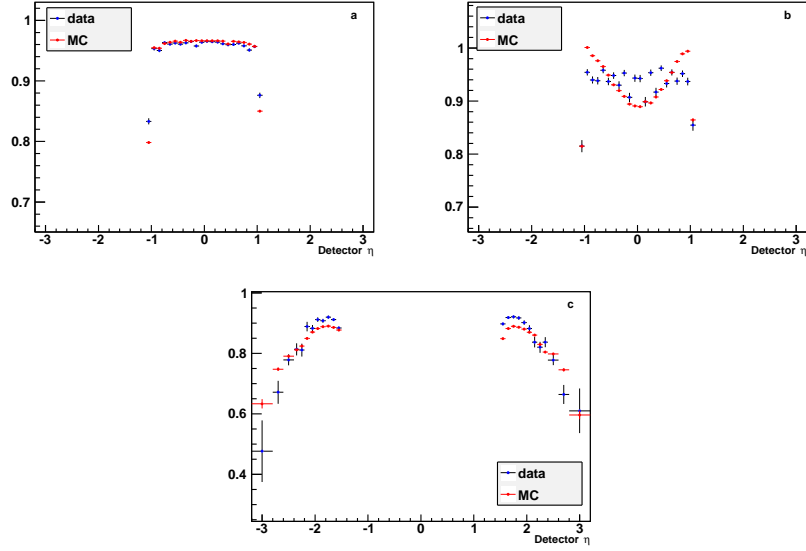 a
data
MC
1
0.9
0.8
0.7
-3 -2 -1 0 1 2 3
Detector η
b
data
MC
1
0.9
0.8
0.7
-3 -2 -1 0 1 2 3
Detector η
c
1
0.8
0.6
0.4
data
MC
-3 -2 -1 0 1 2 3
Detector η